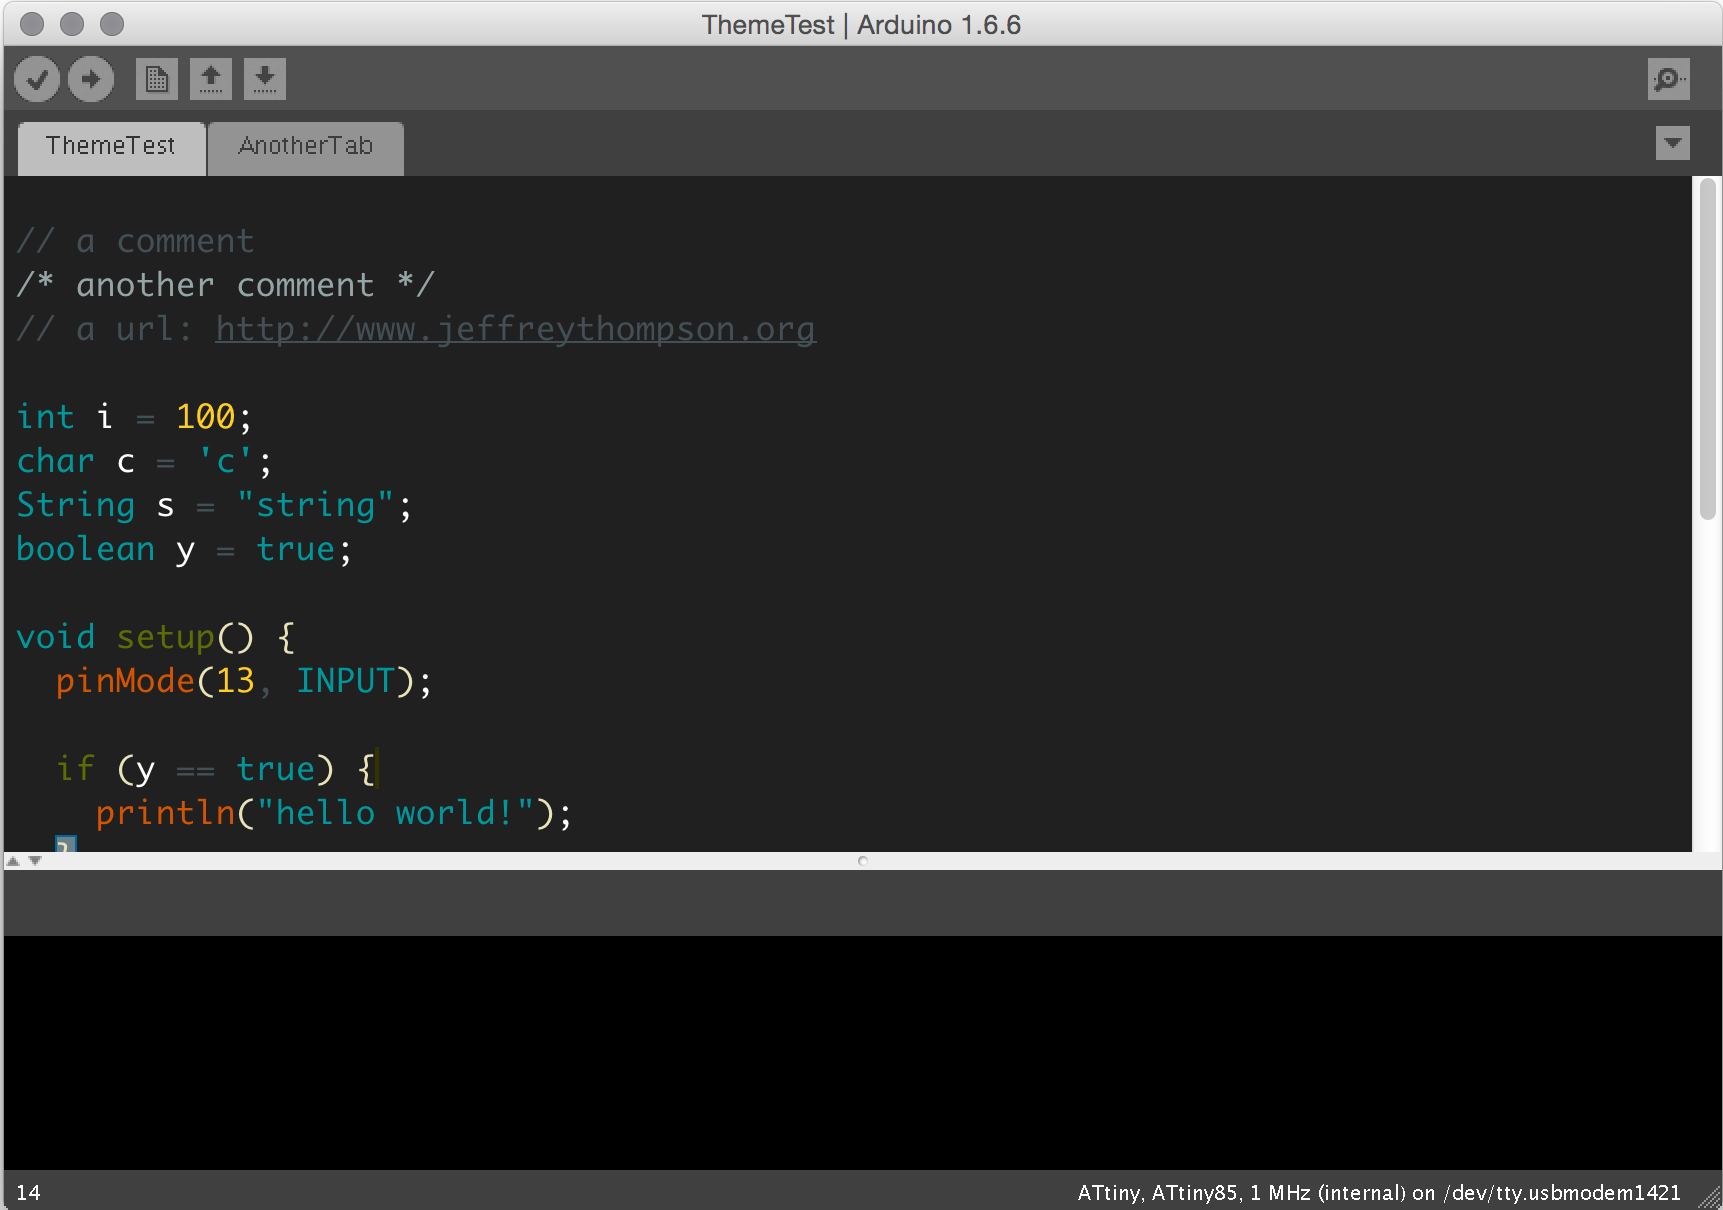 ThemeTest | Arduino 1.6.6
ThemeTest
AnotherTab
// a comment
/* another comment */
// a url: http://www.jeffreythompson.org
int i = 100;
char c = 'c';
String s = "string";
boolean y = true;
void setup() {
pinMode(13, INPUT);
if (y == true) {
println("hello world!");
}
14
ATtiny, ATtiny85, 1 MHz (internal) on /dev/tty.usbmodem1421